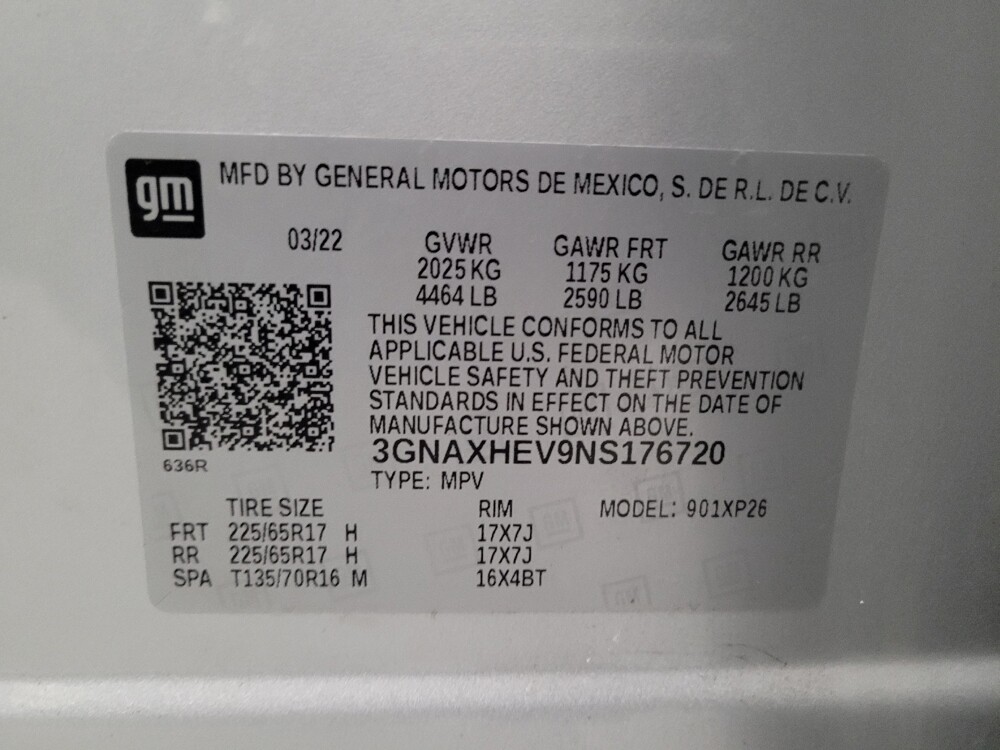 gm MFD BY GENERAL MOTORS DE MEXICO, S. DE R.L. DE C.V.
03/22 GVWR GAWR FRT GAWR RR
2025 KG 1175 KG 1200 KG
4464 LB 2590 LB 2645 LB
THIS VEHICLE CONFORMS TO ALL
APPLICABLE U.S. FEDERAL MOTOR
VEHICLE SAFETY AND THEFT PREVENTION
STANDARDS IN EFFECT ON THE DATE OF
MANUFACTURE SHOWN ABOVE.
3GNAXHEV9NS176720
636R
TYPE: MPV
TIRE SIZE RIM MODEL: 901XP26
FRT 225/65R17 H 17X7J
RR 225/65R17 H 17X7J
SPA T135/70R16 M 16X4BT